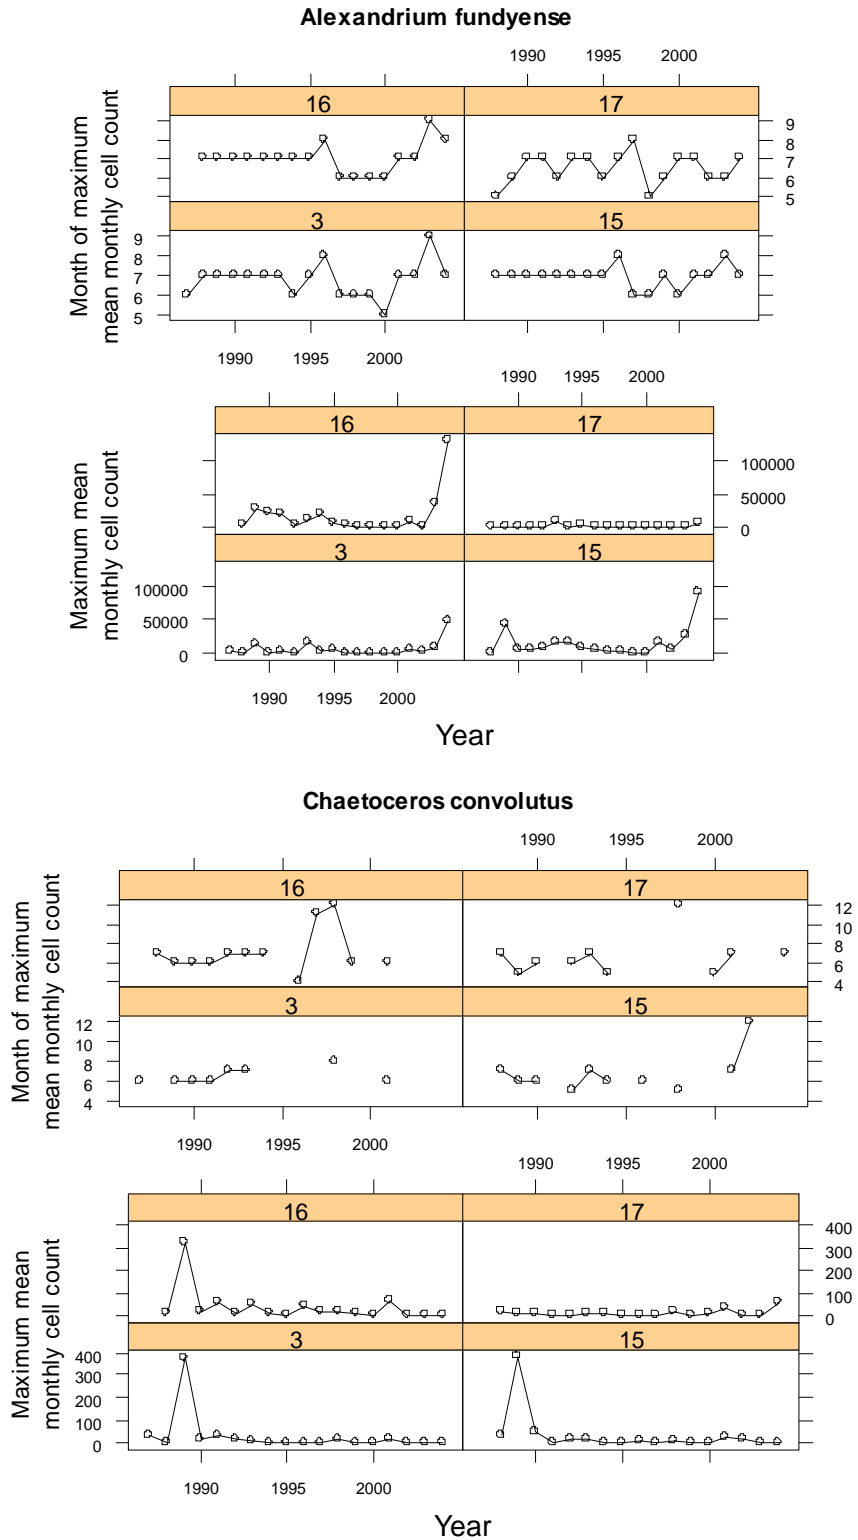 Alexandrium fundyense
1990 1995 2000
16 17
Month of maximum
mean monthly cell count
9
8
7
6
5
3 15
9
8
7
6
5
1990 1995 2000
1990 1995 2000
16 17
Maximum mean
monthly cell count
100000
50000
0
3 15
100000
50000
0
1990 1995 2000
Year
Chaetoceros convolutus
1990 1995 2000
16 17
Month of maximum
mean monthly cell count
12
10
8
6
4
3 15
12
10
8
6
4
1990 1995 2000
1990 1995 2000
16 17
Maximum mean
monthly cell count
400
300
200
100
0
3 15
400
300
200
100
0
1990 1995 2000
Year